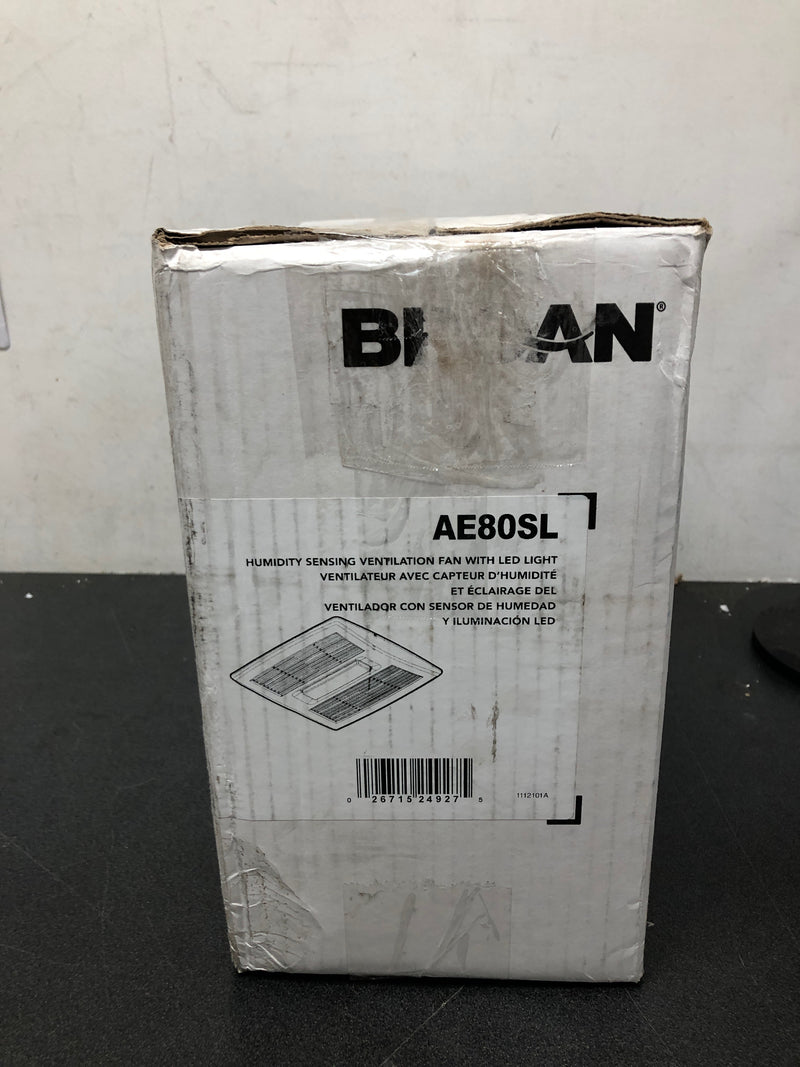 AE80SL
HUMIDITY SENSING VENTILATION FAN WITH LED LIGHT
VENTILATEUR AVEC CAPTEUR D'HUMIDITÉ
ET ÉCLAIRAGE DEL
VENTILADOR CON SENSOR DE HUMEDAD
Y ILUMINACIÓN LED
0 26715 24927 5
1112101A